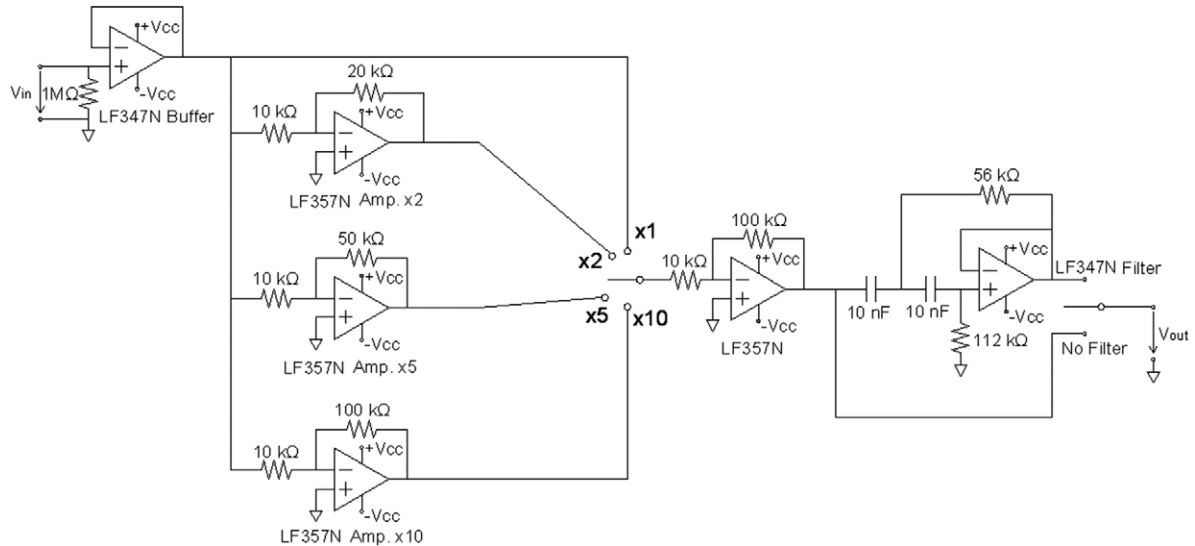 +Vcc
Vin
1MΩ
-Vcc
LF347N Buffer
20 kΩ
10 kΩ
+Vcc
-Vcc
LF357N Amp. x2
50 kΩ
10 kΩ
+Vcc
-Vcc
LF357N Amp. x5
100 kΩ
10 kΩ
+Vcc
-Vcc
LF357N Amp. x10
x1
x2
x5
x10
100 kΩ
10 kΩ
+Vcc
-Vcc
LF357N
56 kΩ
+Vcc
LF347N Filter
10 nF
10 nF
-Vcc
112 kΩ
No Filter
Vout